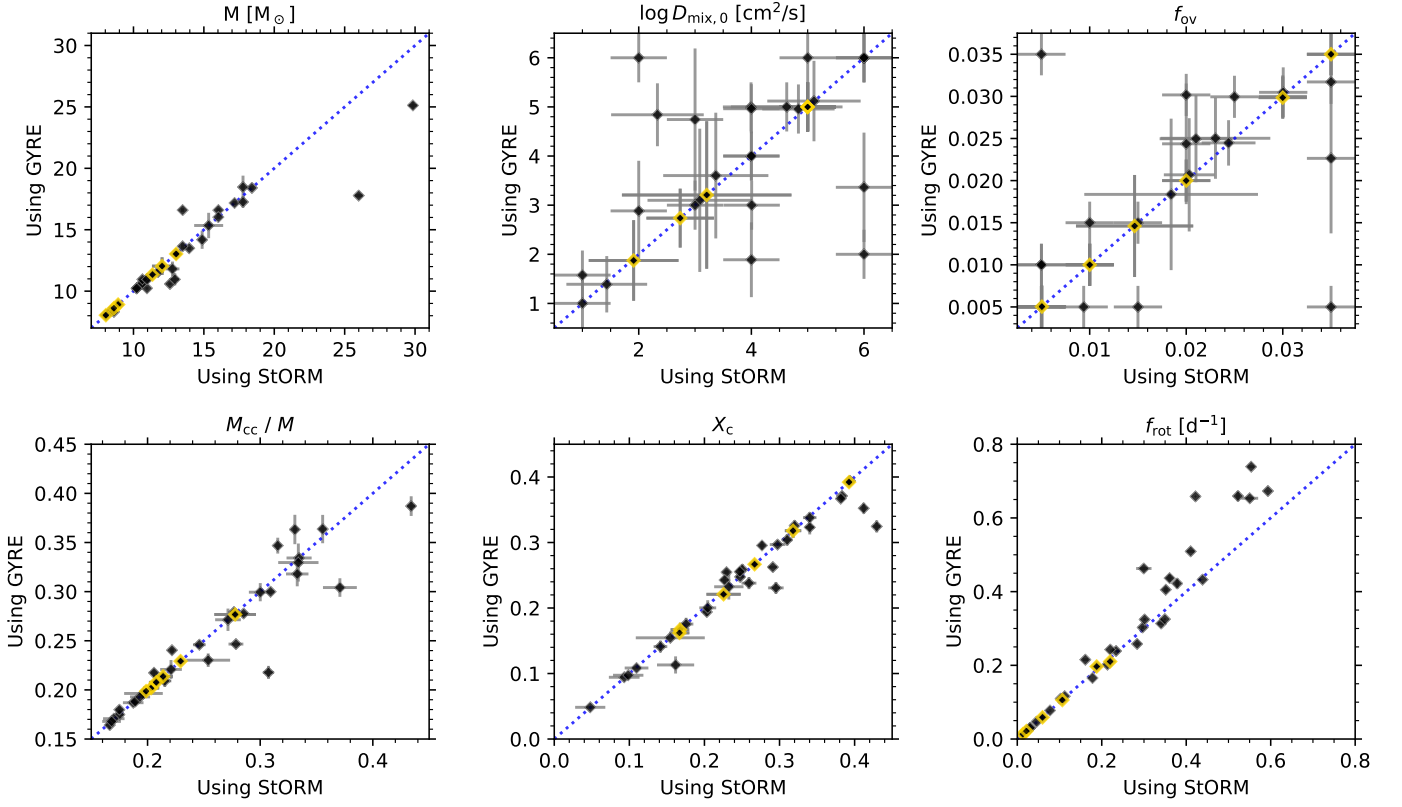 M [M⊙]
log D_mix, 0 [cm²/s]
f_ov
30
25
20
15
10
Using GYRE
10 15 20 25 30
Using StORM
6
5
4
3
2
1
Using GYRE
2 4 6
Using StORM
0.035
0.030
0.025
0.020
0.015
0.010
0.005
Using GYRE
0.01 0.02 0.03
Using StORM
M_cc / M
X_c
f_rot [d⁻¹]
0.45
0.40
0.35
0.30
0.25
0.20
0.15
Using GYRE
0.2 0.3 0.4
Using StORM
0.4
0.3
0.2
0.1
0.0
Using GYRE
0.0 0.1 0.2 0.3 0.4
Using StORM
0.8
0.6
0.4
0.2
0.0
Using GYRE
0.0 0.2 0.4 0.6 0.8
Using StORM